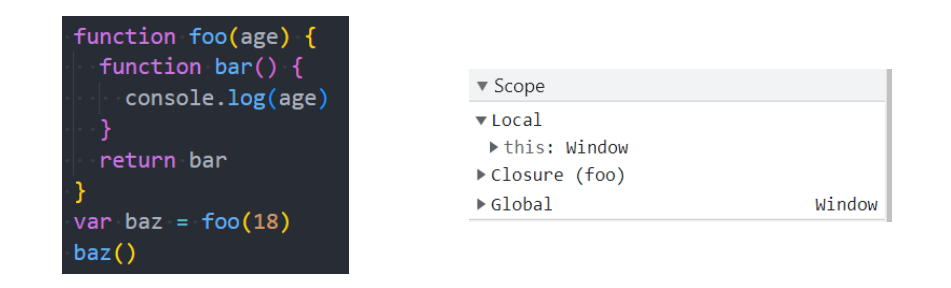 function foo(age) {
  function bar() {
    console.log(age)
  }
  return bar
}
var baz = foo(18)
baz()
Scope
Local
this: Window
Closure (foo)
Global Window